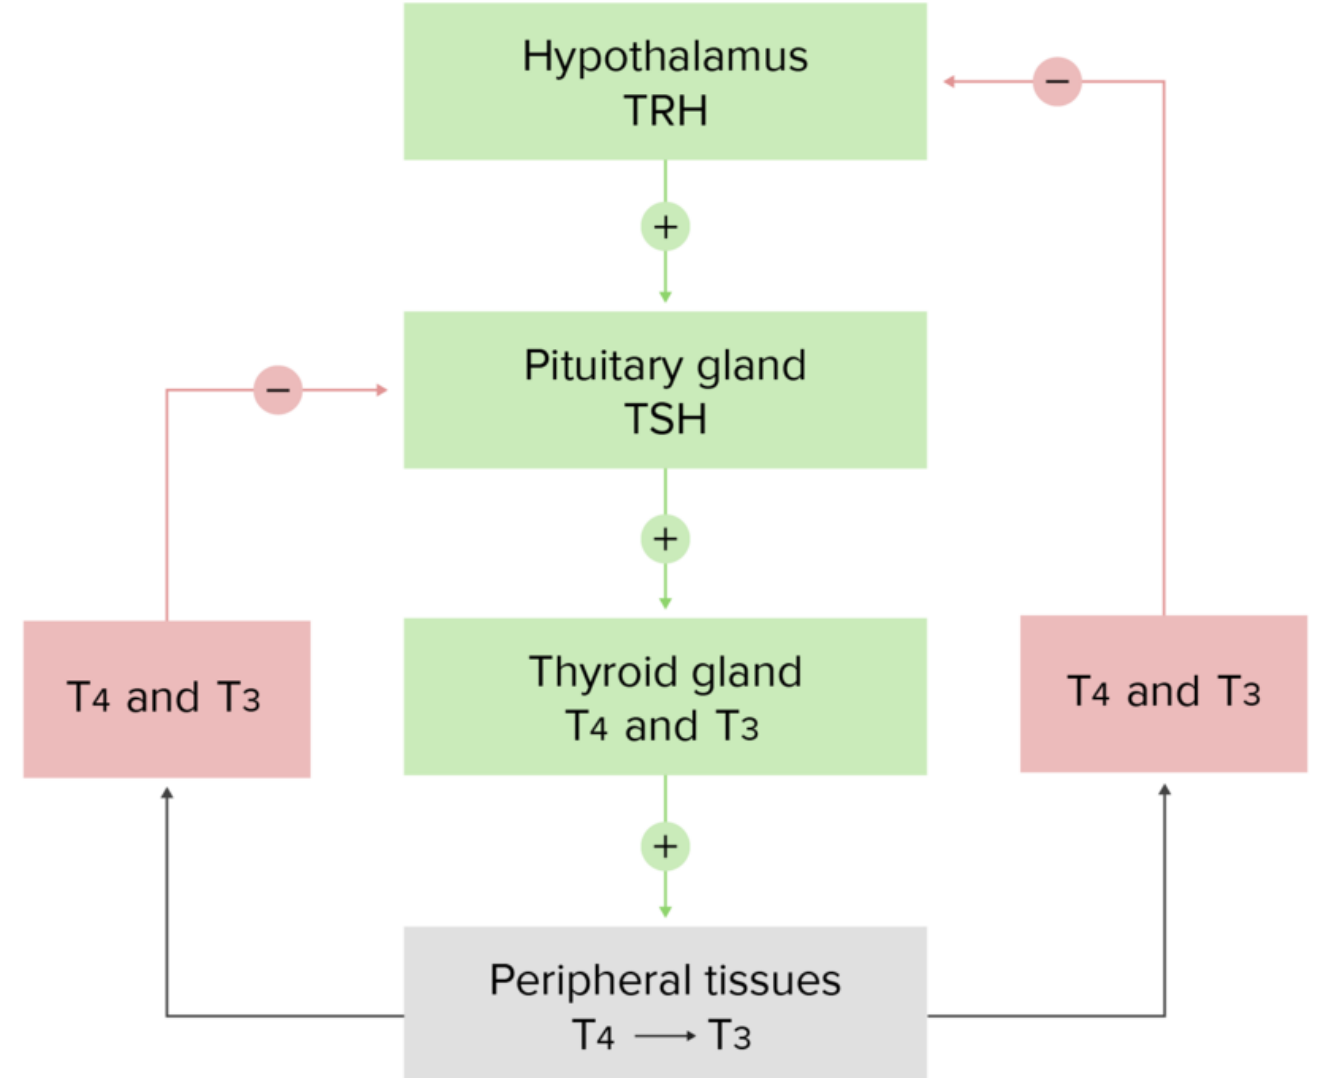 Hypothalamus
TRH
−
+
Pituitary gland
TSH
−
+
Thyroid gland
T4 and T3
T4 and T3
T4 and T3
+
Peripheral tissues
T4 ⟶ T3